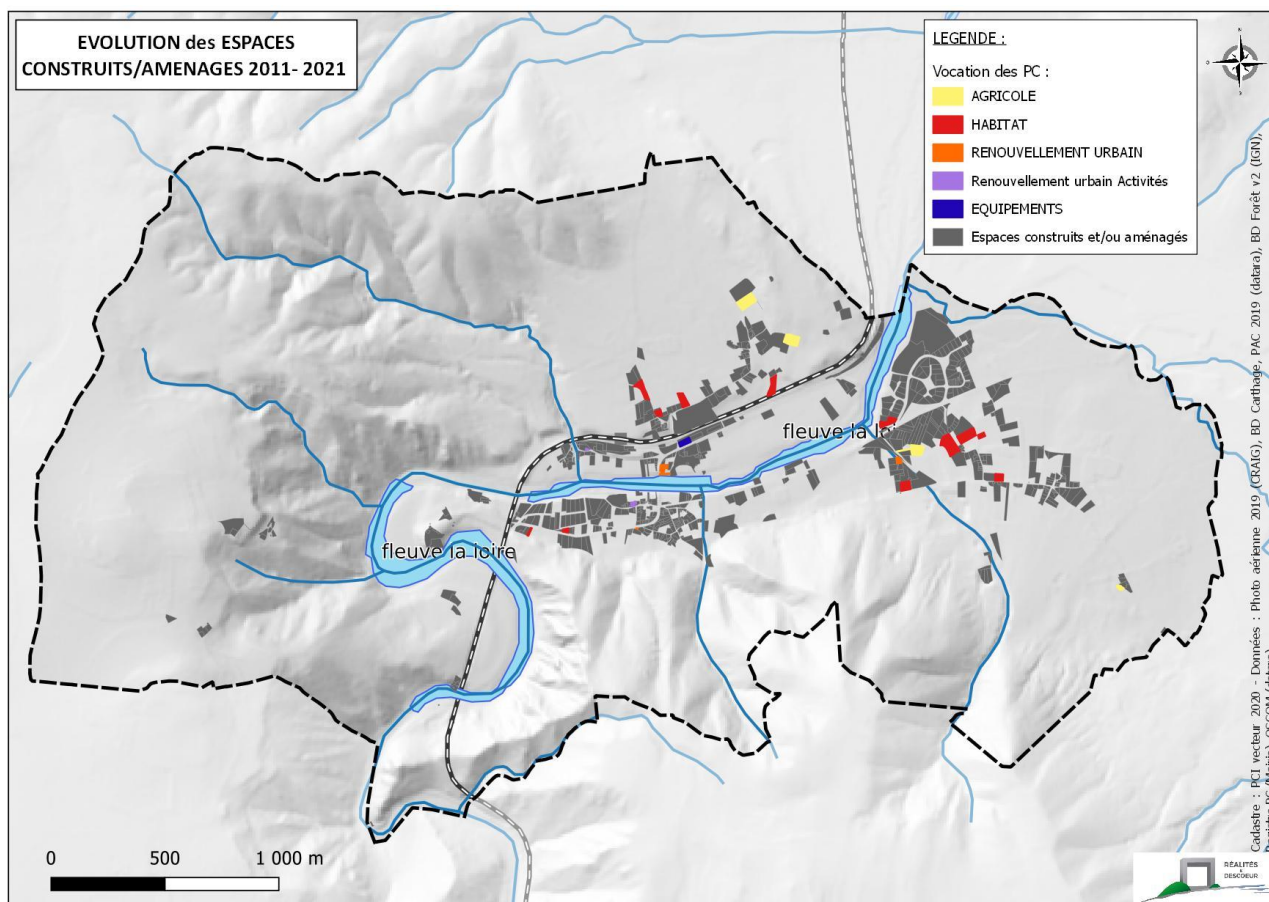 EVOLUTION des ESPACES
CONSTRUITS/AMENAGES 2011- 2021
LEGENDE :
Vocation des PC :
AGRICOLE
HABITAT
RENOUVELLEMENT URBAIN
Renouvellement urbain Activités
EQUIPEMENTS
Espaces construits et/ou aménagés
fleuve la loi
fleuve la loire
0 500 1 000 m
Cadastre : PCI vecteur 2020 - Données : Photo aérienne 2019 (CRAIG), BD Carthage, PAC 2019 (datara), BD Forêt v2 (IGN),
RÉALITÉS
DESCOEUR